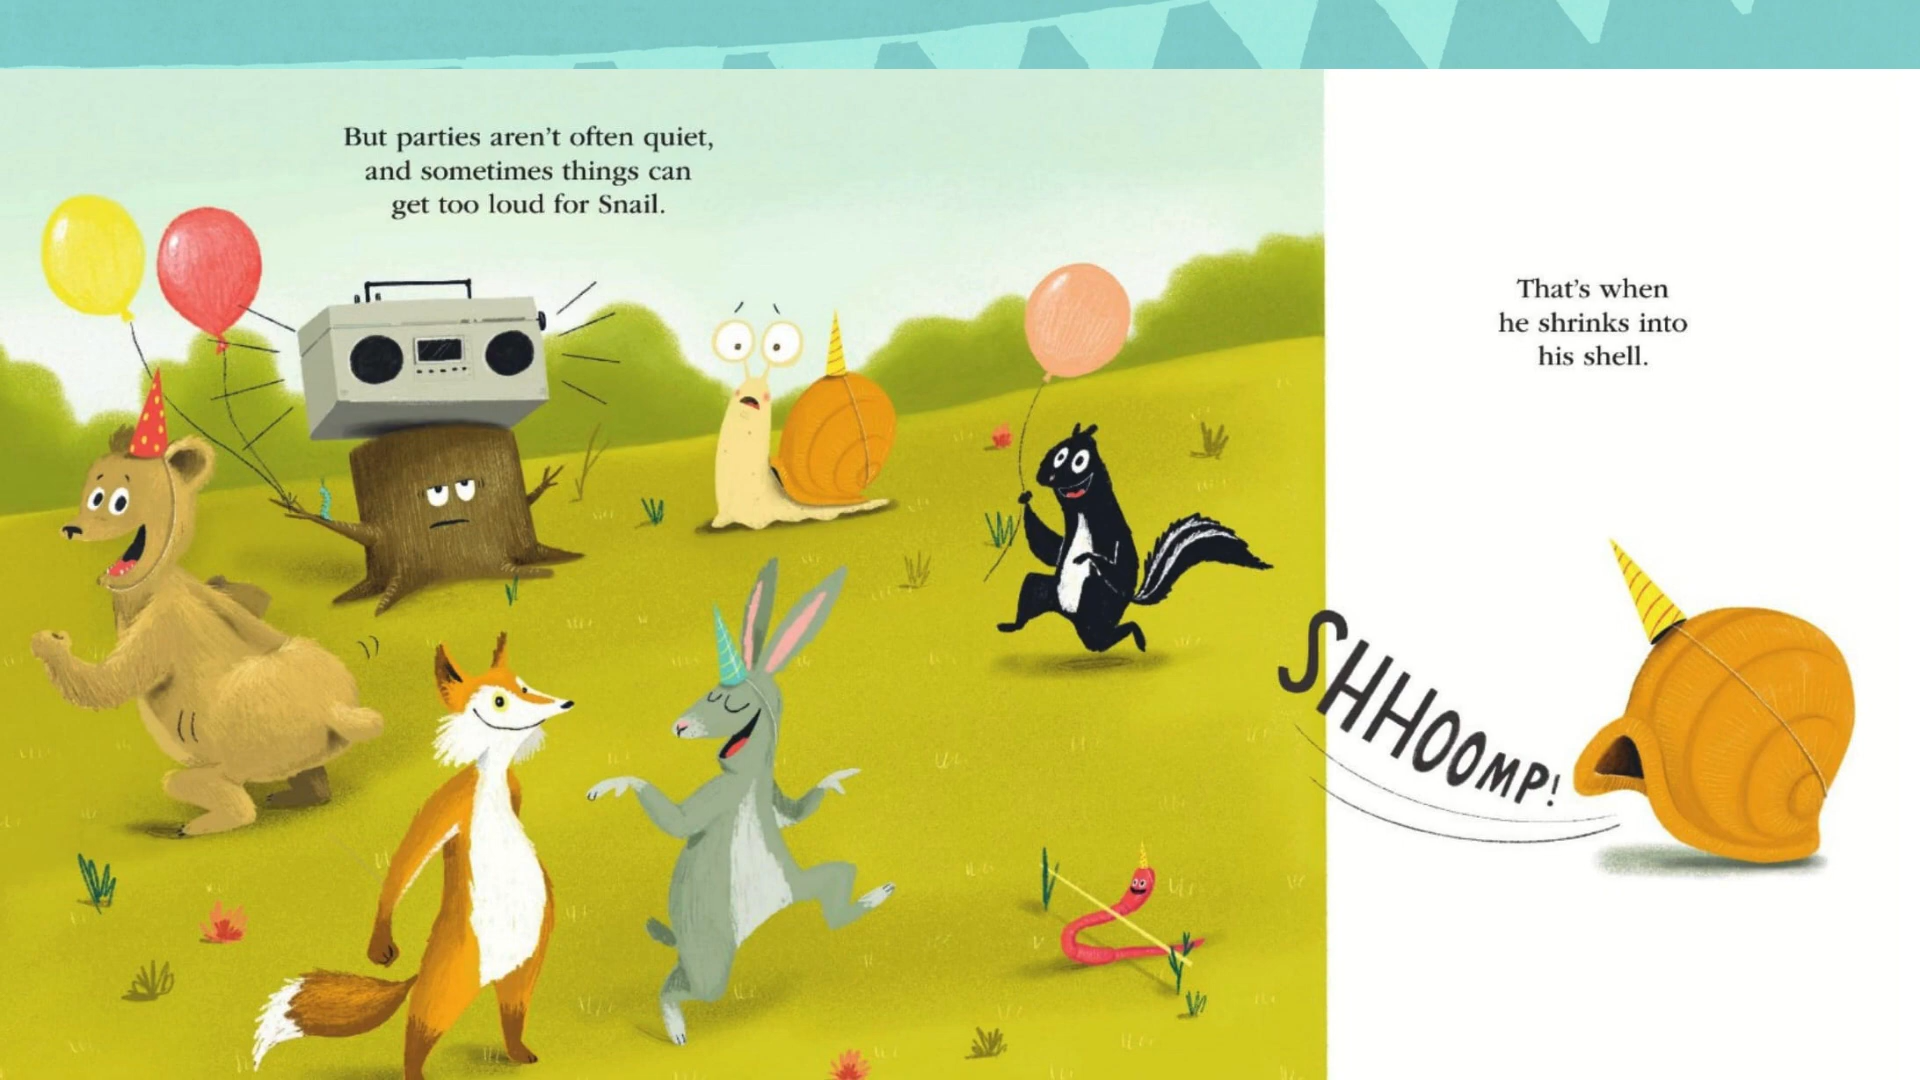 But parties aren't often quiet,
and sometimes things can
get too loud for Snail.
That's when
he shrinks into
his shell.
SHHOOMP!